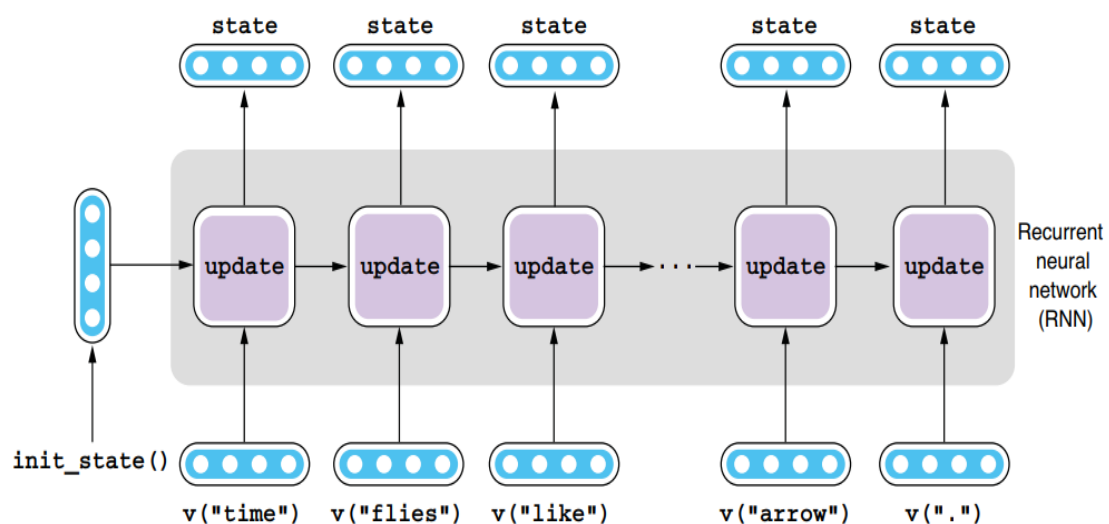 state
state
state
state
state
update
update
update
...
update
update
Recurrent
neural
network
(RNN)
init_state()
v("time")
v("flies")
v("like")
v("arrow")
v(".")